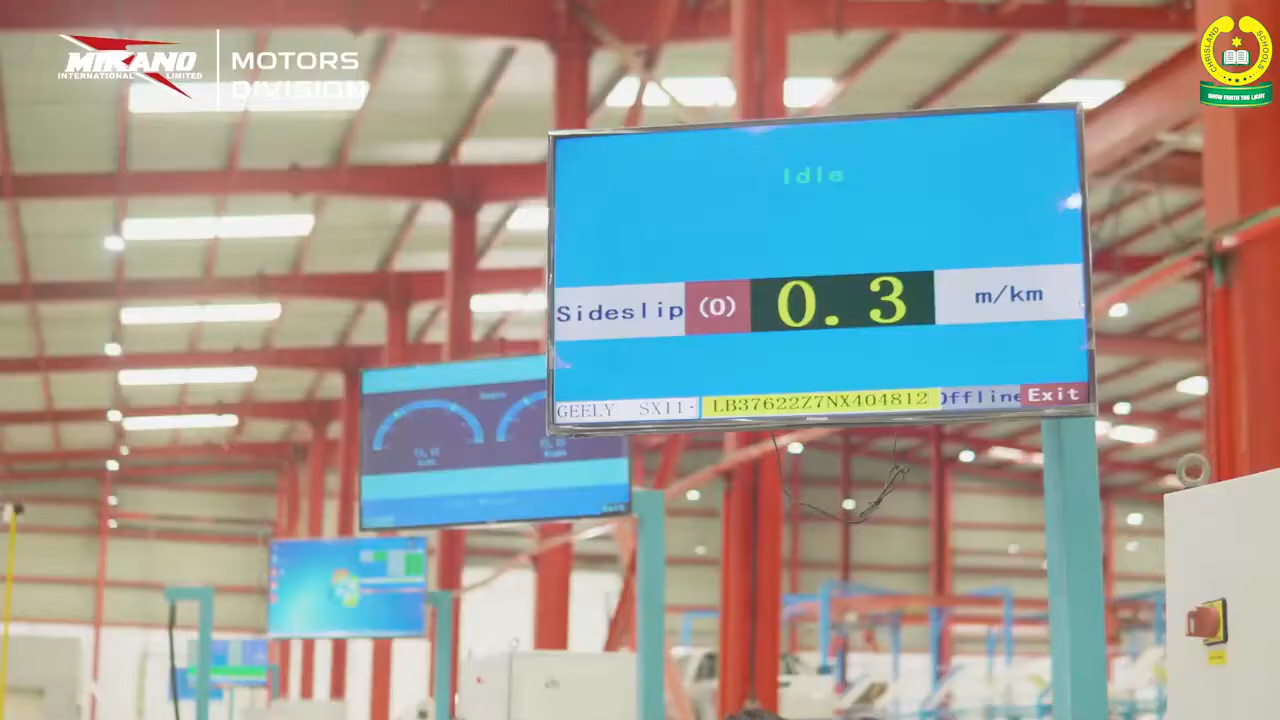 MIKANO
INTERNATIONAL LIMITED
MOTORS
DIVISION
CHRISLAND SCHOOLS
SHOW FORTH THE LIGHT
Idle
Sideslip (0) 0.3 m/km
GEELY SX11- LB37622Z7NX404812 Offline Exit